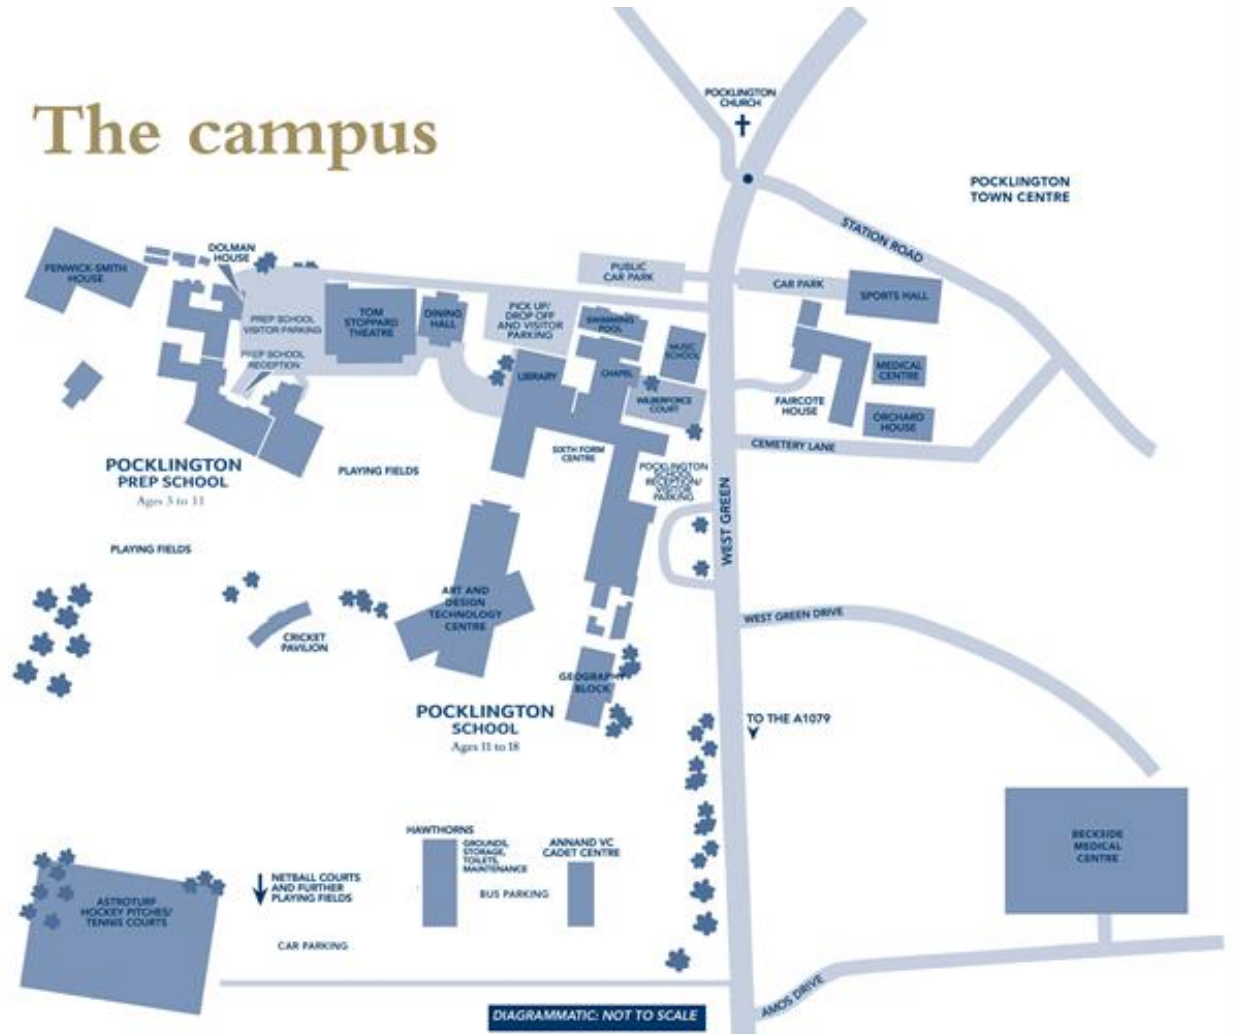 The campus
POCKLINGTON
CHURCH
POCKLINGTON
TOWN CENTRE
STATION ROAD
DOLMAN
HOUSE
FENWICK-SMITH
HOUSE
PUBLIC
CAR PARK
CAR PARK
SPORTS HALL
PREP SCHOOL
VISITOR PARKING
TOM
STOPPARD
THEATRE
DINING
HALL
PICK UP/
DROP OFF
AND VISITOR
PARKING
SWIMMING
POOL
MUSIC
SCHOOL
PREP SCHOOL
RECEPTION
LIBRARY
CHAPEL
MEDICAL
CENTRE
WILBERFORCE
COURT
FAIRCOTE
HOUSE
ORCHARD
HOUSE
CEMETERY LANE
SIXTH FORM
CENTRE
POCKLINGTON
SCHOOL
RECEPTION/
VISITOR
PARKING
POCKLINGTON
PREP SCHOOL
Ages 3 to 11
PLAYING FIELDS
WEST GREEN
PLAYING FIELDS
ART AND
DESIGN
TECHNOLOGY
CENTRE
WEST GREEN DRIVE
CRICKET
PAVILION
GEOGRAPHY
BLOCK
POCKLINGTON
SCHOOL
Ages 11 to 18
TO THE A1079
HAWTHORNS
GROUNDS,
STORAGE,
TOILETS,
MAINTENANCE
ANNAND VC
CADET CENTRE
BECKSIDE
MEDICAL
CENTRE
NETBALL COURTS
AND FURTHER
PLAYING FIELDS
BUS PARKING
ASTROTURF
HOCKEY PITCHES/
TENNIS COURTS
CAR PARKING
AMOS DRIVE
DIAGRAMMATIC: NOT TO SCALE